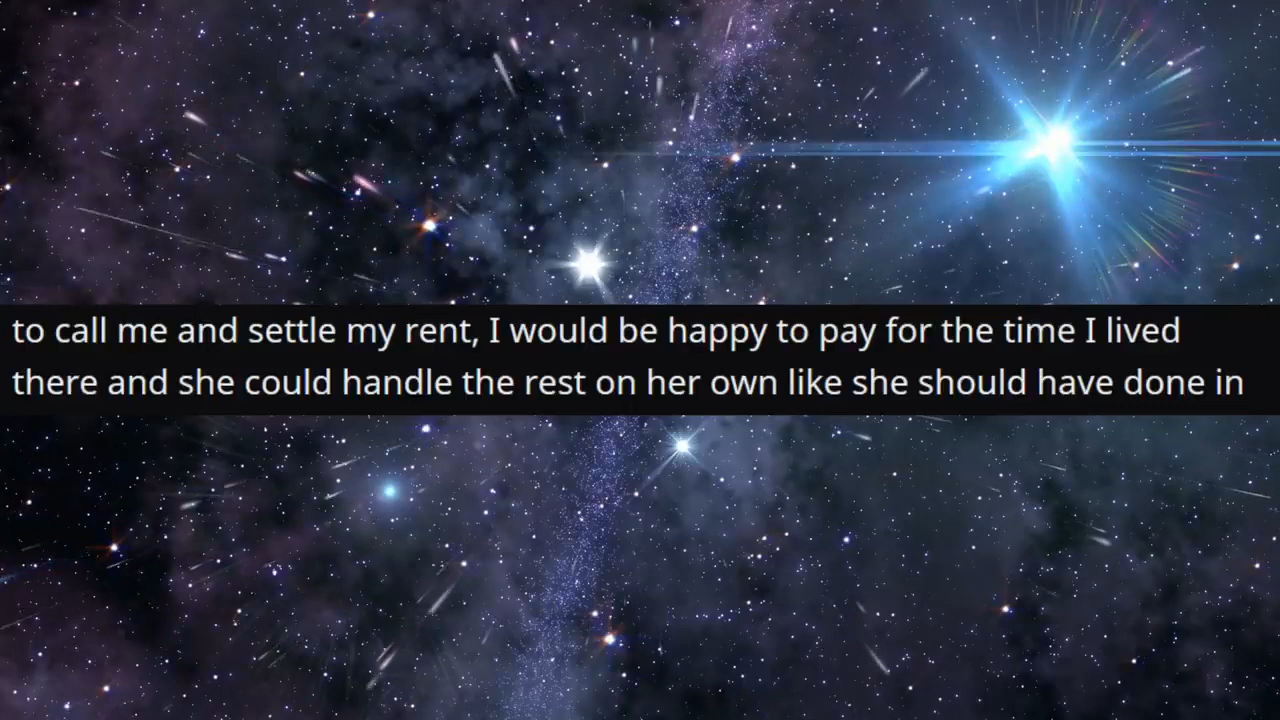 to call me and settle my rent, I would be happy to pay for the time I lived
there and she could handle the rest on her own like she should have done in